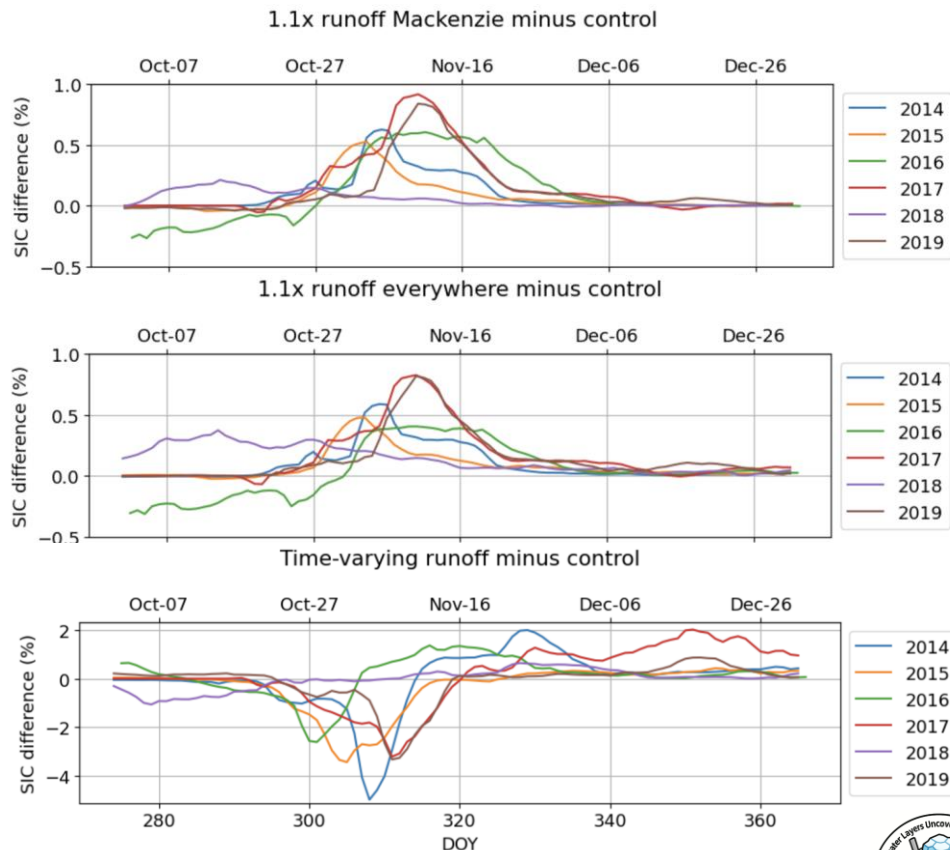 1.1x runoff Mackenzie minus control
Oct-07 Oct-27 Nov-16 Dec-06 Dec-26
SIC difference (%)
1.0
0.5
0.0
−0.5
2014
2015
2016
2017
2018
2019
1.1x runoff everywhere minus control
Oct-07 Oct-27 Nov-16 Dec-06 Dec-26
SIC difference (%)
1.0
0.5
0.0
−0.5
2014
2015
2016
2017
2018
2019
Time-varying runoff minus control
Oct-07 Oct-27 Nov-16 Dec-06 Dec-26
SIC difference (%)
2
0
−2
−4
2014
2015
2016
2017
2018
2019
280 300 320 340 360
DOY
Layers Uncov